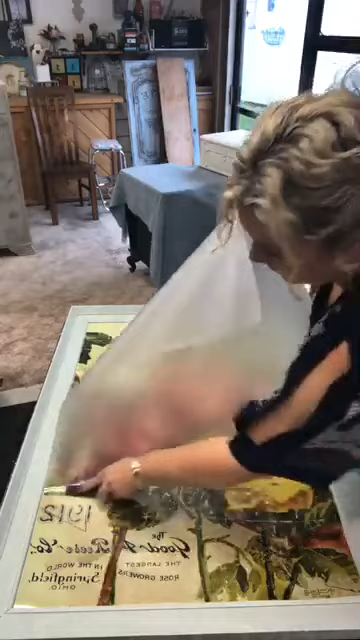 1912
The
Good & Reese Co.
THE LARGEST
ROSE GROWERS
IN THE WORLD
Springfield,
OHIO